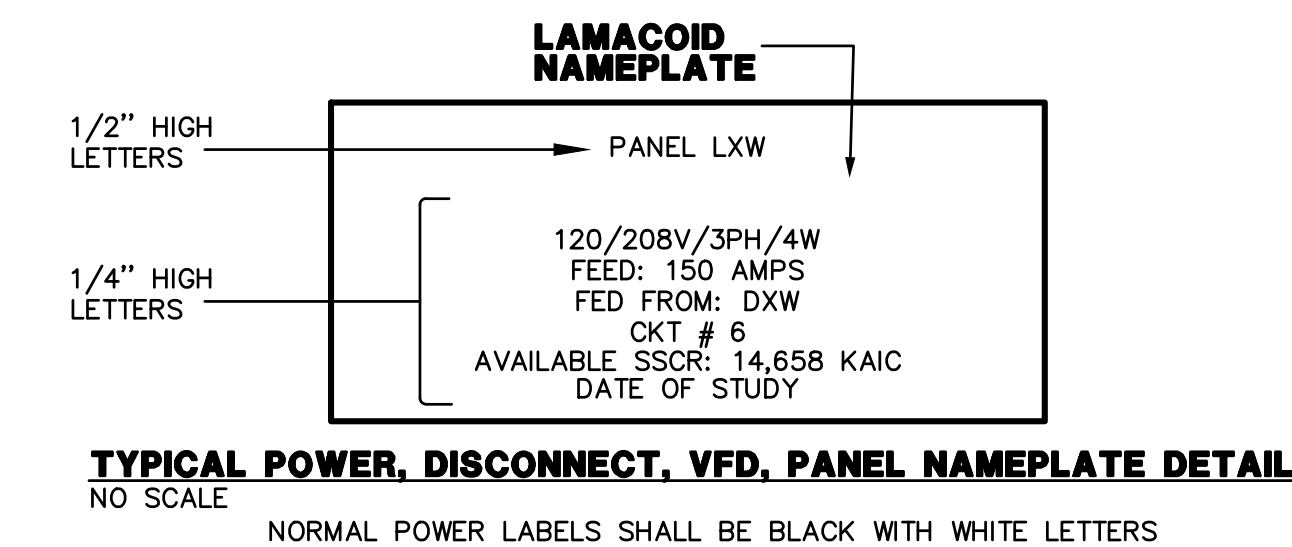 LAMACOID
NAMEPLATE
1/2" HIGH
LETTERS
PANEL LXW
1/4" HIGH
LETTERS
120/208V/3PH/4W
FEED: 150 AMPS
FED FROM: DXW
CKT # 6
AVAILABLE SSCR: 14,658 KAIC
DATE OF STUDY
TYPICAL POWER, DISCONNECT, VFD, PANEL NAMEPLATE DETAIL
NO SCALE
NORMAL POWER LABELS SHALL BE BLACK WITH WHITE LETTERS